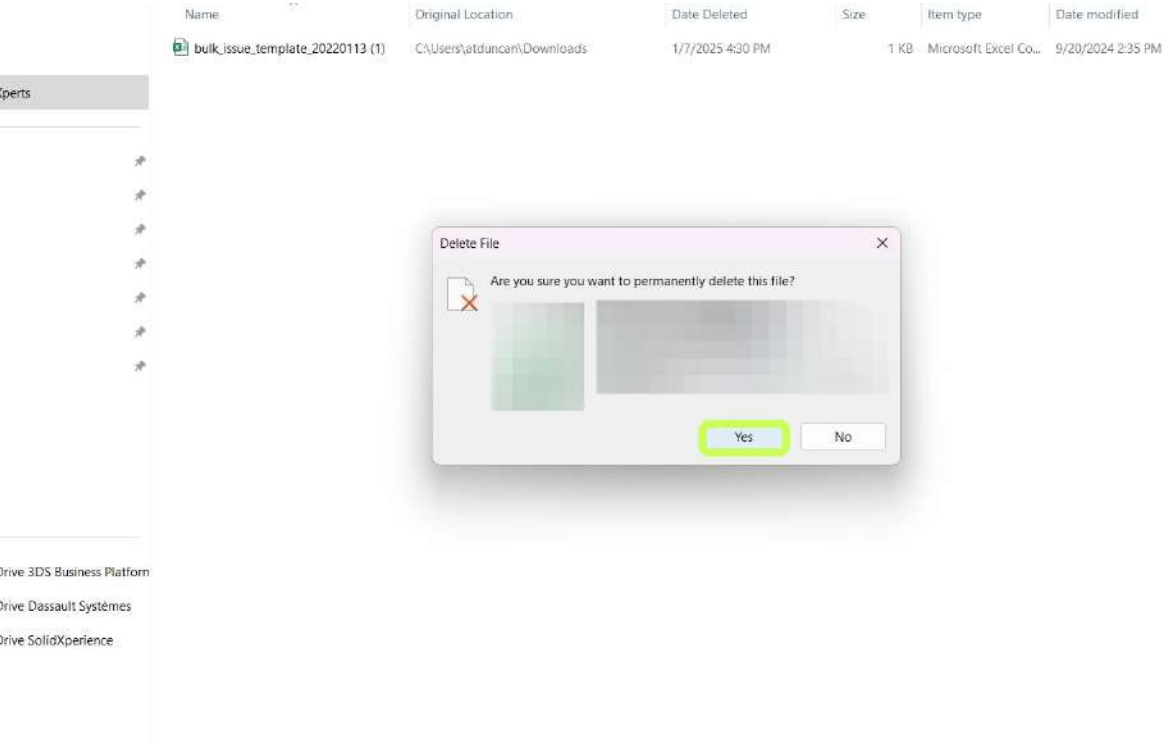 Name Original Location Date Deleted Size Item type Date modified
bulk_issue_template_20220113 (1) C:\Users\atduncan\Downloads 1/7/2025 4:30 PM 1 KB Microsoft Excel Co... 9/20/2024 2:35 PM
Xperts
Delete File
Are you sure you want to permanently delete this file?
Yes No
Drive 3DS Business Platform
Drive Dassault Systèmes
Drive SolidXperience